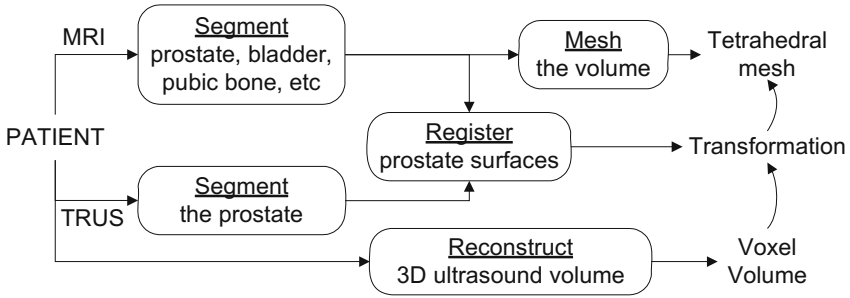 MRI
Segment
prostate, bladder,
pubic bone, etc
Mesh
the volume
Tetrahedral
mesh
PATIENT
Register
prostate surfaces
Transformation
TRUS
Segment
the prostate
Reconstruct
3D ultrasound volume
Voxel
Volume